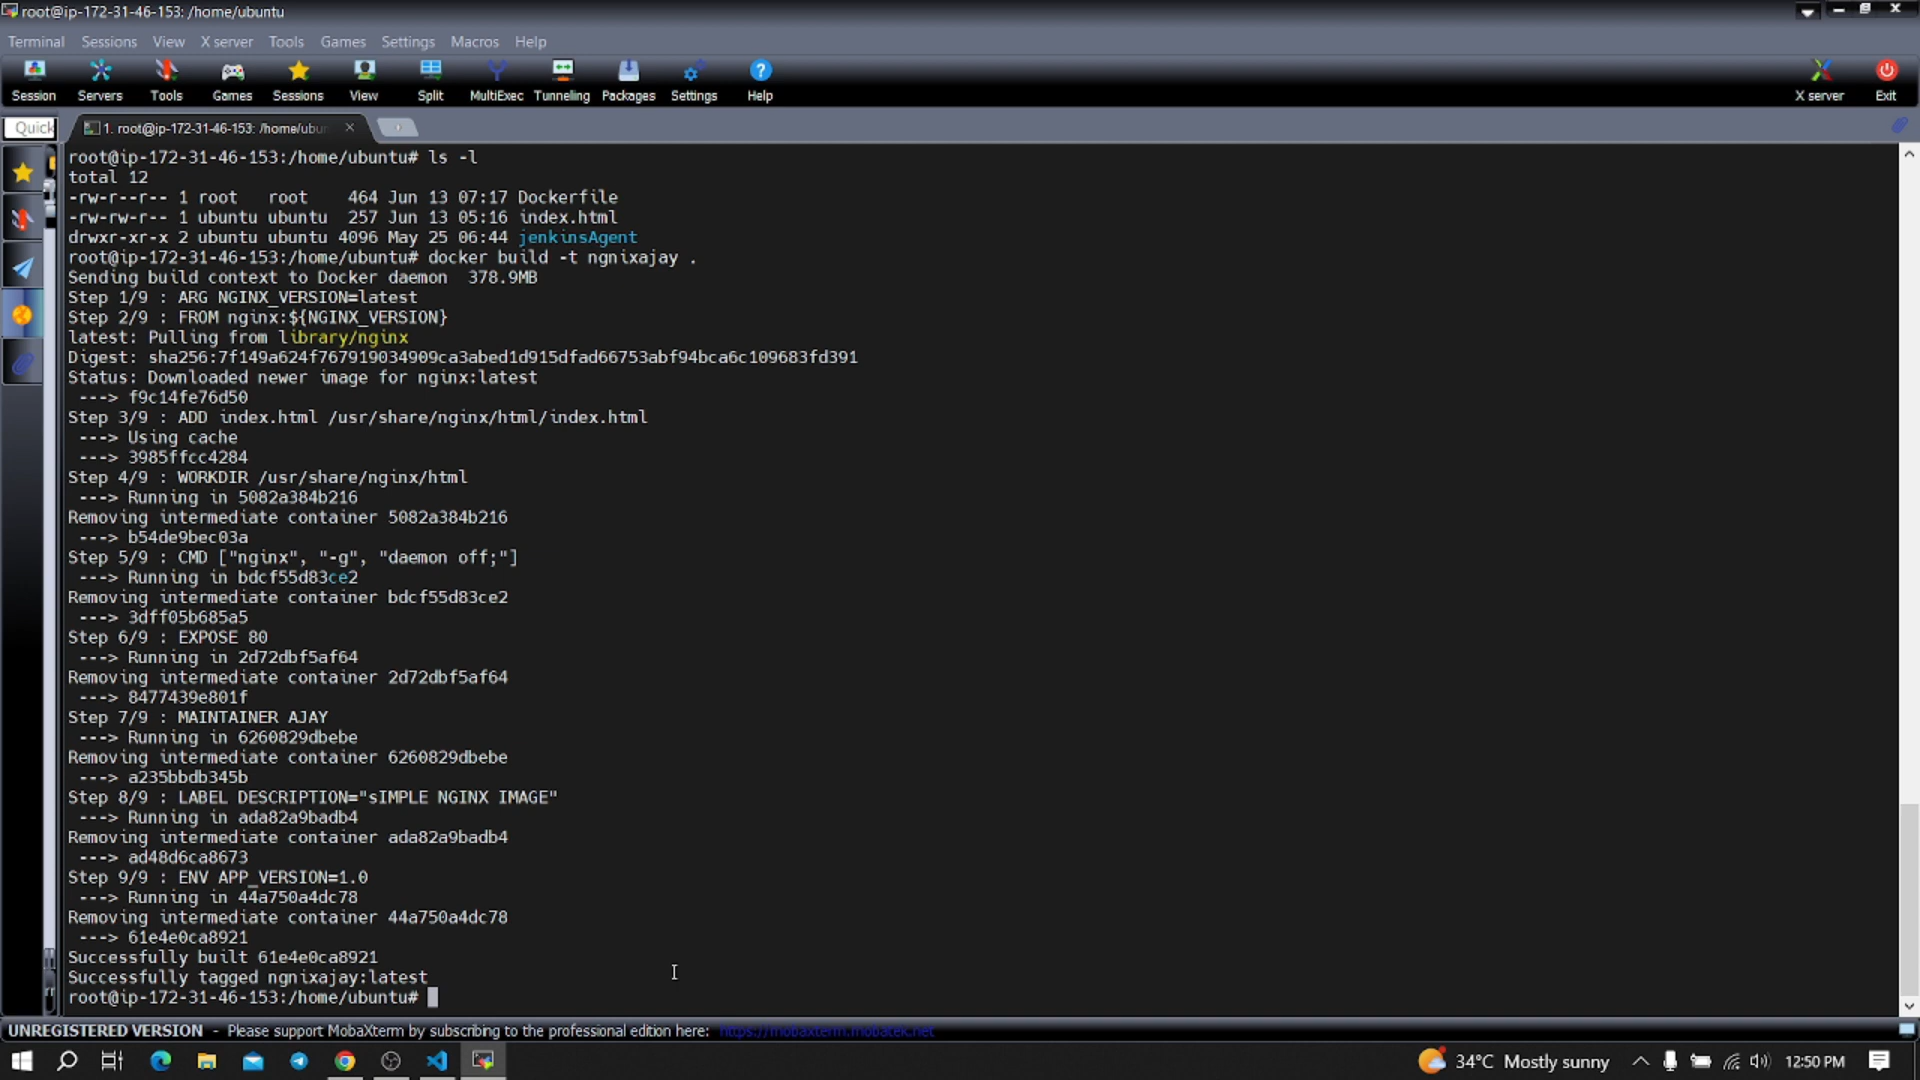 root@ip-172-31-46-153: /home/ubuntu
Terminal Sessions View X server Tools Games Settings Macros Help
Session Servers Tools Games Sessions View Split MultiExec Tunneling Packages Settings Help X server Exit
Quick
1. root@ip-172-31-46-153: /home/ubur
root@ip-172-31-46-153:/home/ubuntu# ls -l
total 12
-rw-r--r-- 1 root   root    464 Jun 13 07:17 Dockerfile
-rw-rw-r-- 1 ubuntu ubuntu  257 Jun 13 05:16 index.html
drwxr-xr-x 2 ubuntu ubuntu 4096 May 25 06:44 jenkinsAgent
root@ip-172-31-46-153:/home/ubuntu# docker build -t ngnixajay .
Sending build context to Docker daemon  378.9MB
Step 1/9 : ARG NGINX_VERSION=latest
Step 2/9 : FROM nginx:${NGINX_VERSION}
latest: Pulling from library/nginx
Digest: sha256:7f149a624f767919034909ca3abed1d915dfad66753abf94bca6c109683fd391
Status: Downloaded newer image for nginx:latest
---> f9c14fe76d50
Step 3/9 : ADD index.html /usr/share/nginx/html/index.html
---> Using cache
---> 3985ffcc4284
Step 4/9 : WORKDIR /usr/share/nginx/html
---> Running in 5082a384b216
Removing intermediate container 5082a384b216
---> b54de9bec03a
Step 5/9 : CMD ["nginx", "-g", "daemon off;"]
---> Running in bdcf55d83ce2
Removing intermediate container bdcf55d83ce2
---> 3dff05b685a5
Step 6/9 : EXPOSE 80
---> Running in 2d72dbf5af64
Removing intermediate container 2d72dbf5af64
---> 8477439e801f
Step 7/9 : MAINTAINER AJAY
---> Running in 6260829dbebe
Removing intermediate container 6260829dbebe
---> a235bbdb345b
Step 8/9 : LABEL DESCRIPTION="sIMPLE NGINX IMAGE"
---> Running in ada82a9badb4
Removing intermediate container ada82a9badb4
---> ad48d6ca8673
Step 9/9 : ENV APP_VERSION=1.0
---> Running in 44a750a4dc78
Removing intermediate container 44a750a4dc78
---> 61e4e0ca8921
Successfully built 61e4e0ca8921
Successfully tagged ngnixajay:latest
root@ip-172-31-46-153:/home/ubuntu#
UNREGISTERED VERSION - Please support MobaXterm by subscribing to the professional edition here: https://mobaxterm.mobatek.net
34°C Mostly sunny 12:50 PM